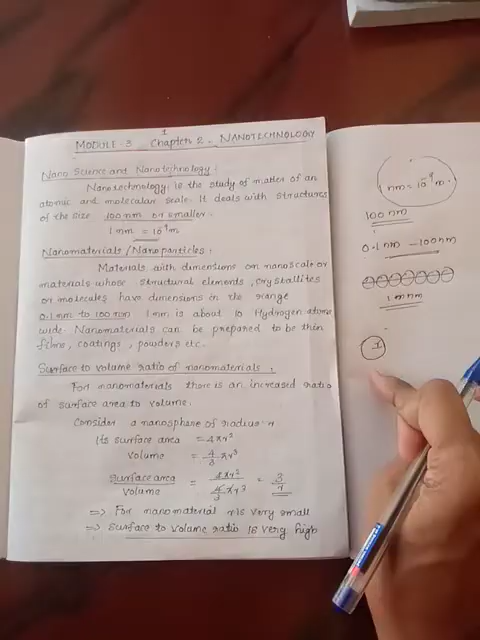 1
MODULE-3 Chapter 2 - NANOTECHNOLOGY
Nano Science and Nanotechnology:
Nanotechnology is the study of matter of an
atomic and molecular scale. It deals with structures
of the size 100 nm or smaller.
1 nm = 10⁻⁹ m
Nanomaterials / Nanoparticles:
Materials with dimensions on nanoscale or
materials whose structural elements, crystallites
or molecules have dimensions in the range
0.1 nm to 100 nm 1 nm is about 10 Hydrogen atoms
wide. Nanomaterials can be prepared to be thin
films, coatings, powders etc.
Surface to volume ratio of nanomaterials.
For nanomaterials there is an increased ratio
of surface area to volume.
Consider a nanosphere of radius r
Its surface area = 4πr²
Volume = 4/3 πr³
Surface area / Volume = 4πr² / 4/3 πr³ = 3/r
⇒ For nanomaterial r is very small
⇒ Surface to volume ratio is very high
1 nm = 10⁻⁹ m.
100 nm
0.1 nm - 100 nm
1 nm